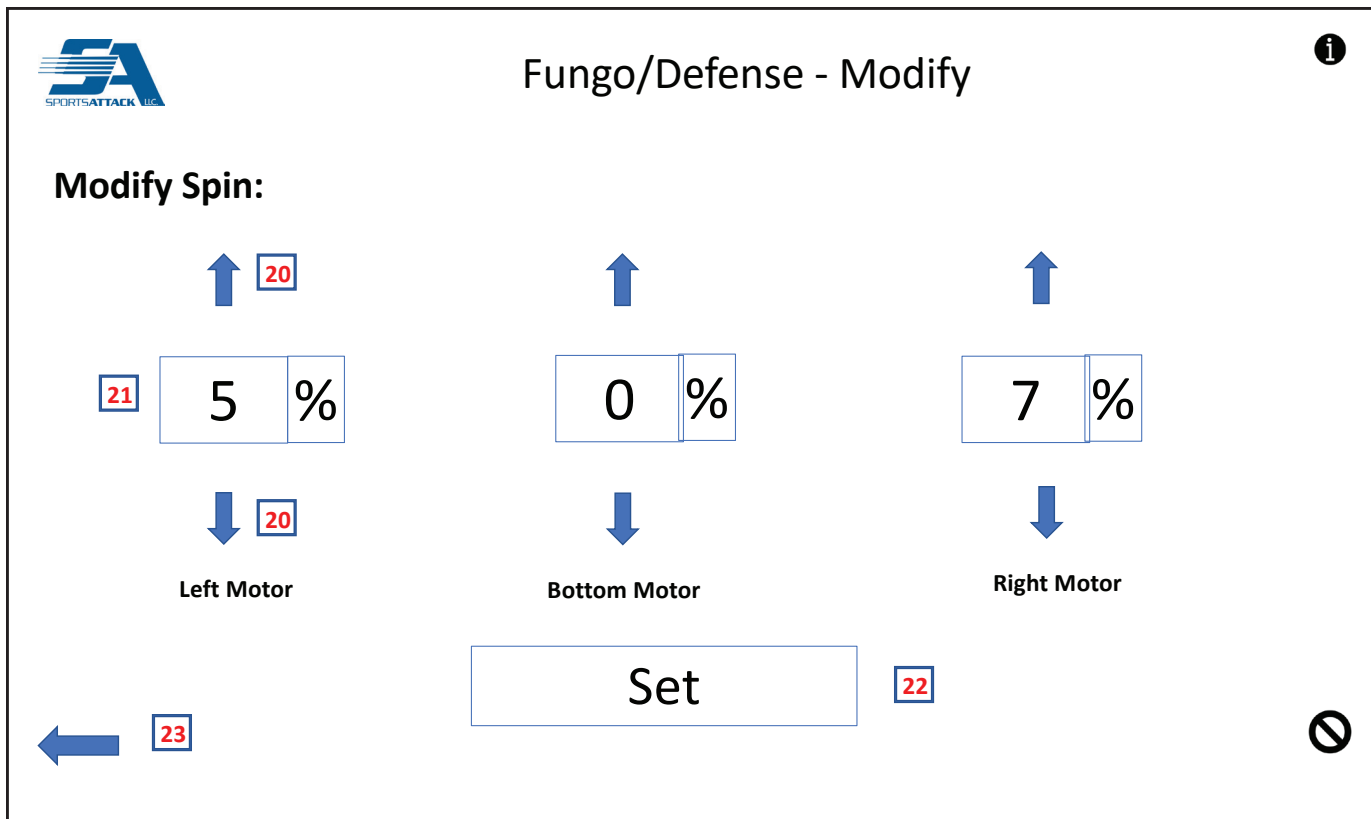 SA
SPORTSATTACK LLC.
Fungo/Defense - Modify
i
Modify Spin:
20
21
5 %
0 %
7 %
20
Left Motor
Bottom Motor
Right Motor
Set
22
23